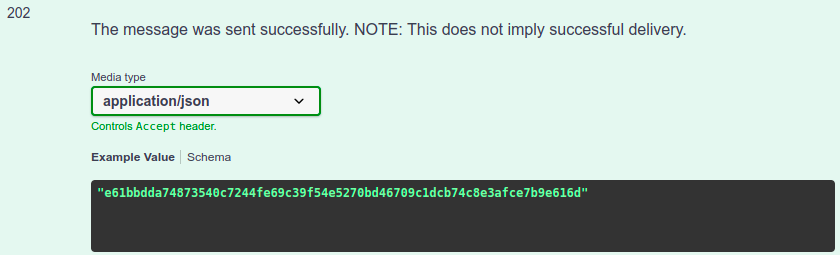 202
The message was sent successfully. NOTE: This does not imply successful delivery.
Media type
application/json
Controls Accept header.
Example Value Schema
"e61bbdda74873540c7244fe69c39f54e5270bd46709c1dcb74c8e3afce7b9e616d"